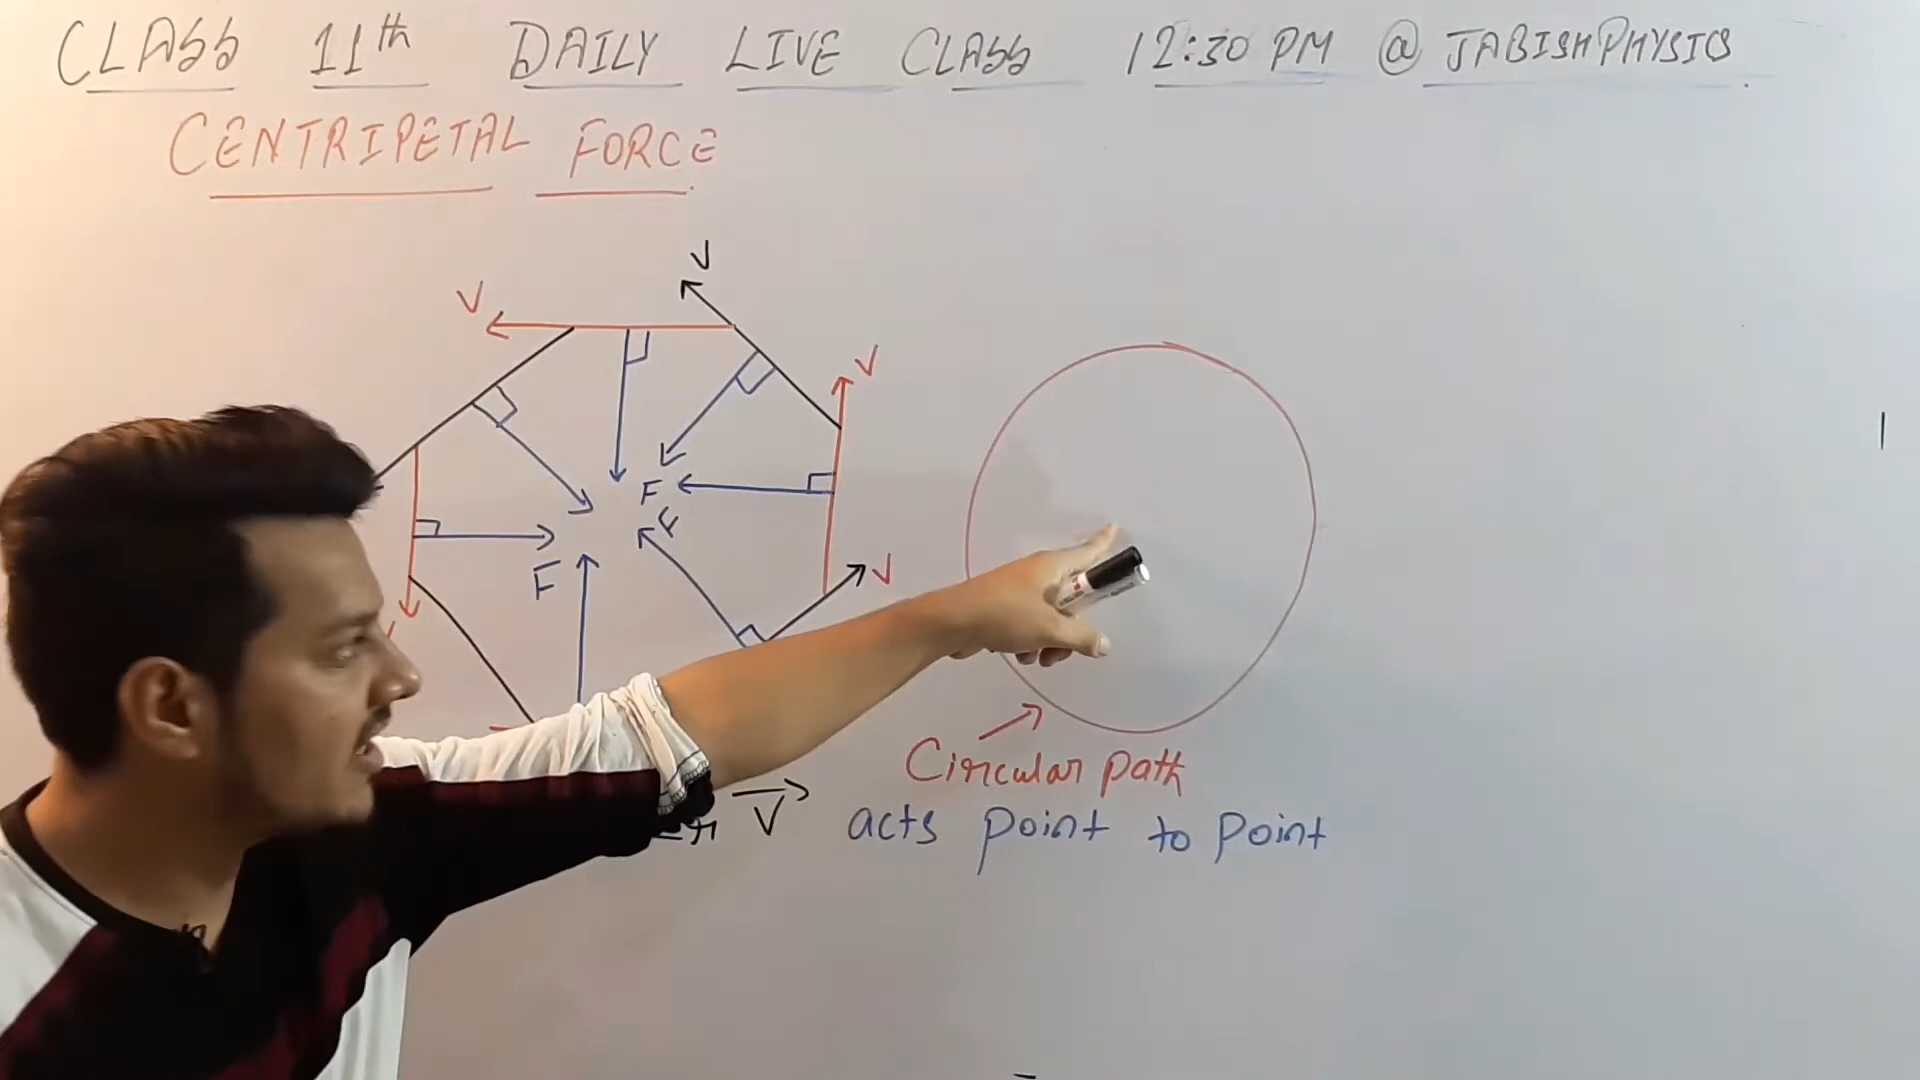 CLASS 11th DAILY LIVE CLASS 12:30 PM @ JABISHPHYSICS
CENTRIPETAL FORCE
V
V
V
F
F
F
V
Circular path
V acts point to point